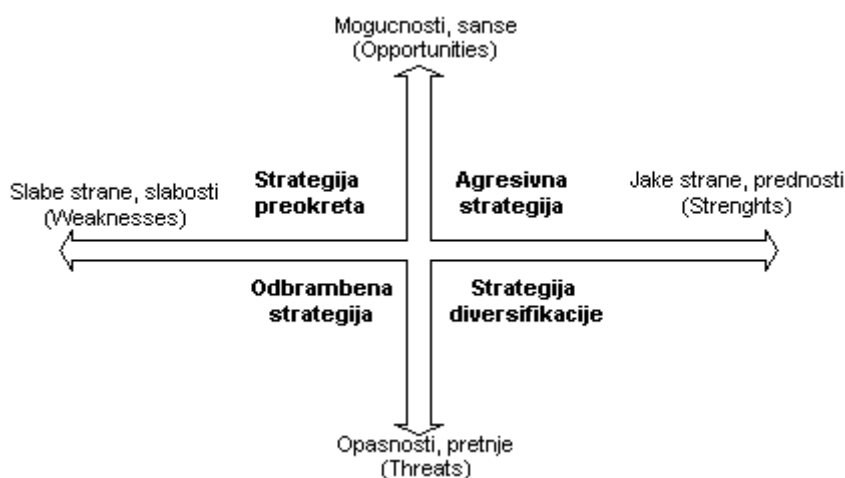 Mogucnosti, sanse
(Opportunities)
Slabe strane, slabosti
(Weaknesses)
Strategija
preokreta
Agresivna
strategija
Jake strane, prednosti
(Strenghts)
Odbrambena
strategija
Strategija
diversifikacije
Opasnosti, pretnje
(Threats)